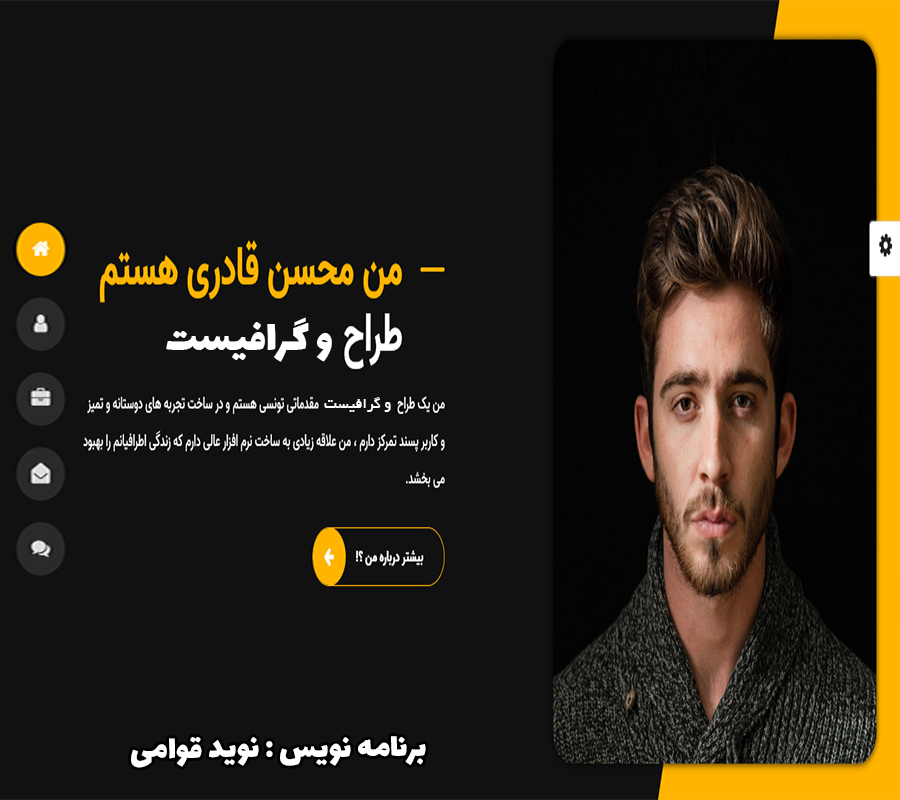 من محسن قادری هستم
طراح و گرافیست
من یک طراح و گرافیست مقدماتی تونسی هستم و در ساخت تجربه های دوستانه و تمیز
و کاربر پسند تمرکز دارم ، من علاقه زیادی به ساخت نرم افزار عالی دارم که زندگی اطرافیانم را بهبود
می بخشد.
بیشتر درباره من ؟!
برنامه نویس : نوید قوامی